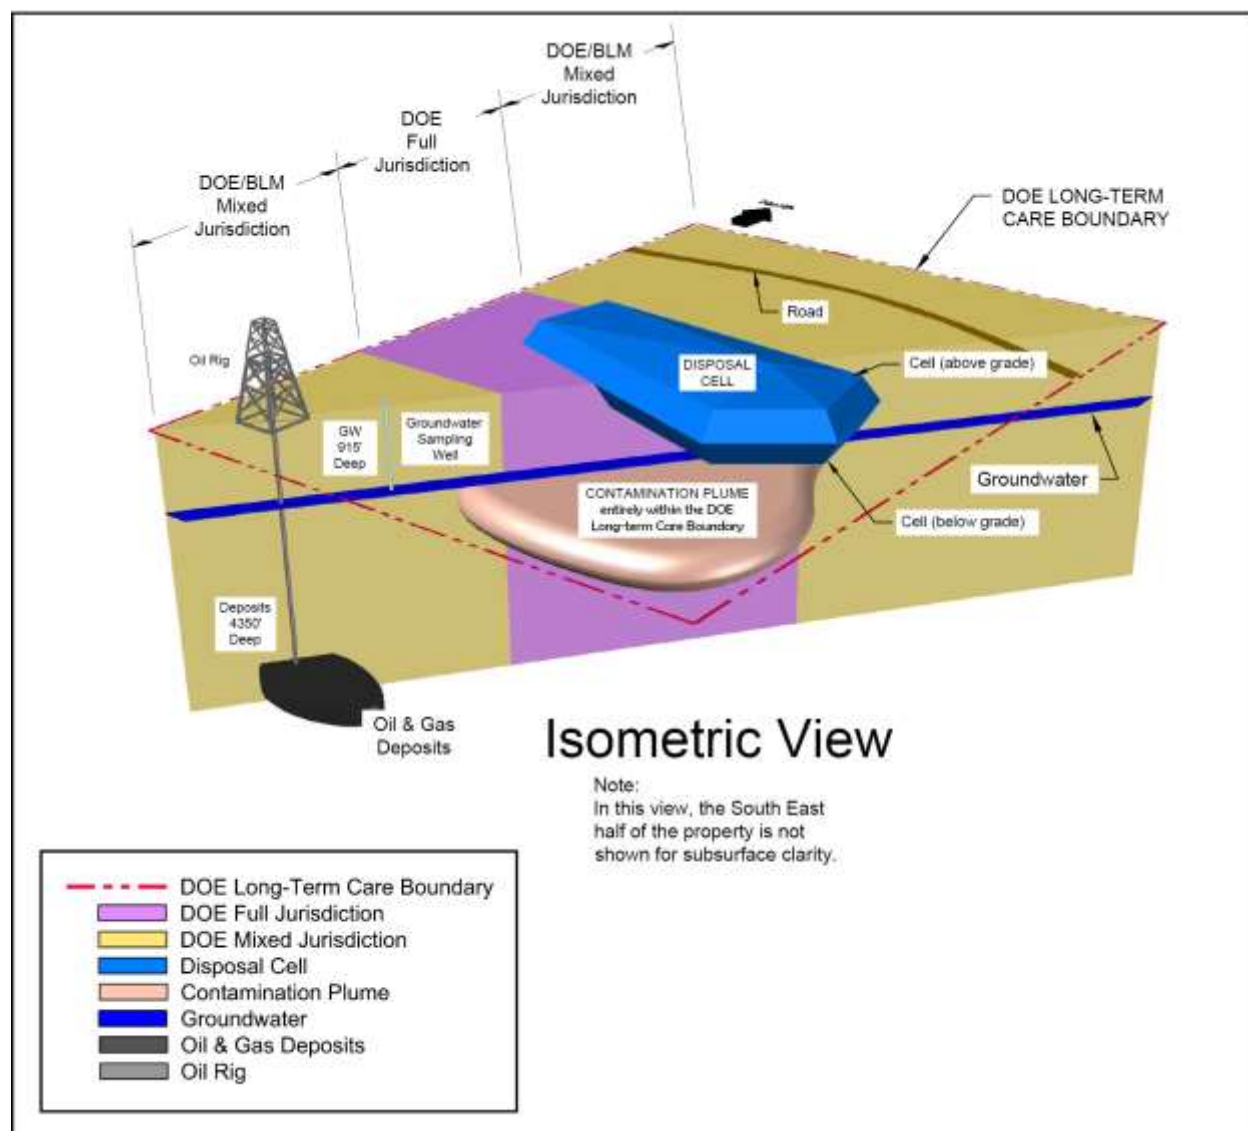 DOE/BLM
Mixed
Jurisdiction
DOE
Full
Jurisdiction
DOE/BLM
Mixed
Jurisdiction
DOE LONG-TERM
CARE BOUNDARY
Road
Oil Rig
DISPOSAL
CELL
Cell (above grade)
GW
915'
Deep
Groundwater
Sampling
Well
Groundwater
CONTAMINATION PLUME
entirely within the DOE
Long-term Care Boundary
Cell (below grade)
Deposits
4350'
Deep
Oil & Gas
Deposits
Isometric View
Note:
In this view, the South East
half of the property is not
shown for subsurface clarity.
DOE Long-Term Care Boundary
DOE Full Jurisdiction
DOE Mixed Jurisdiction
Disposal Cell
Contamination Plume
Groundwater
Oil & Gas Deposits
Oil Rig